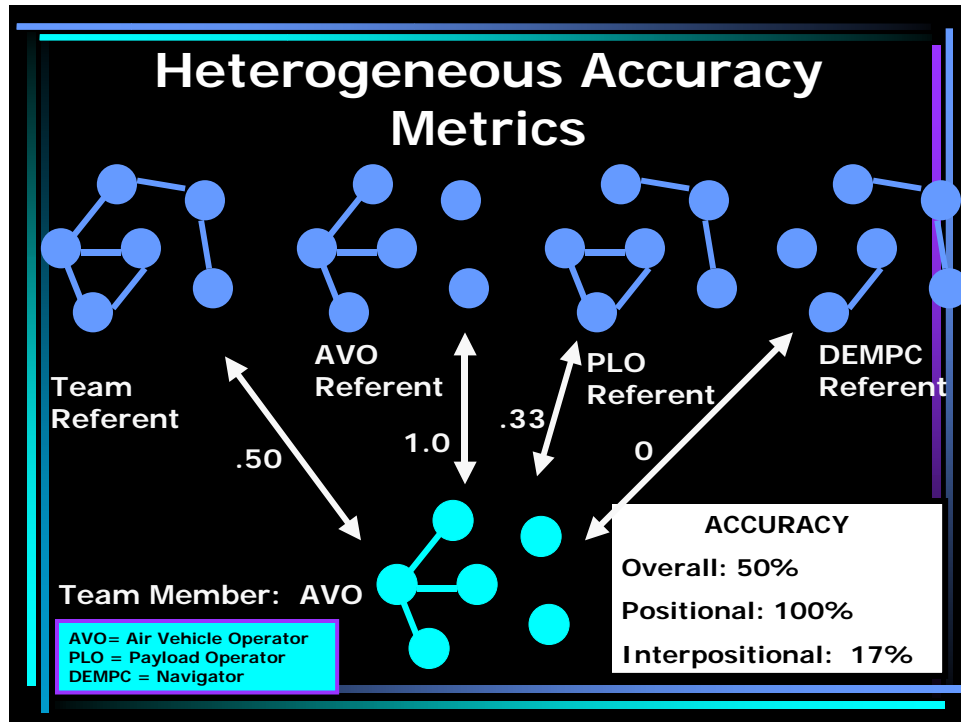 Heterogeneous Accuracy
Metrics
Team
Referent
AVO
Referent
PLO
Referent
DEMPC
Referent
.50
1.0
.33
0
Team Member: AVO
AVO= Air Vehicle Operator
PLO = Payload Operator
DEMPC = Navigator
ACCURACY
Overall: 50%
Positional: 100%
Interpositional: 17%